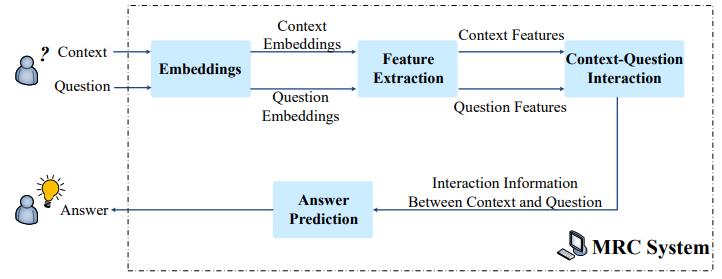 ?
Context
Question
Embeddings
Context
Embeddings
Question
Embeddings
Feature
Extraction
Context Features
Question Features
Context-Question
Interaction
Interaction Information
Between Context and Question
Answer
Prediction
Answer
MRC System